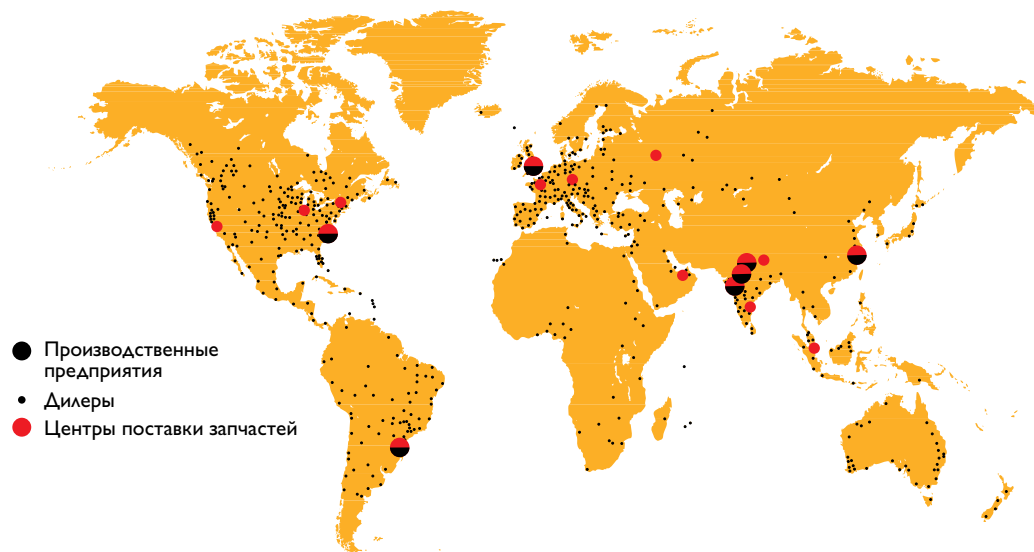 Производственные
предприятия
Дилеры
Центры поставки запчастей